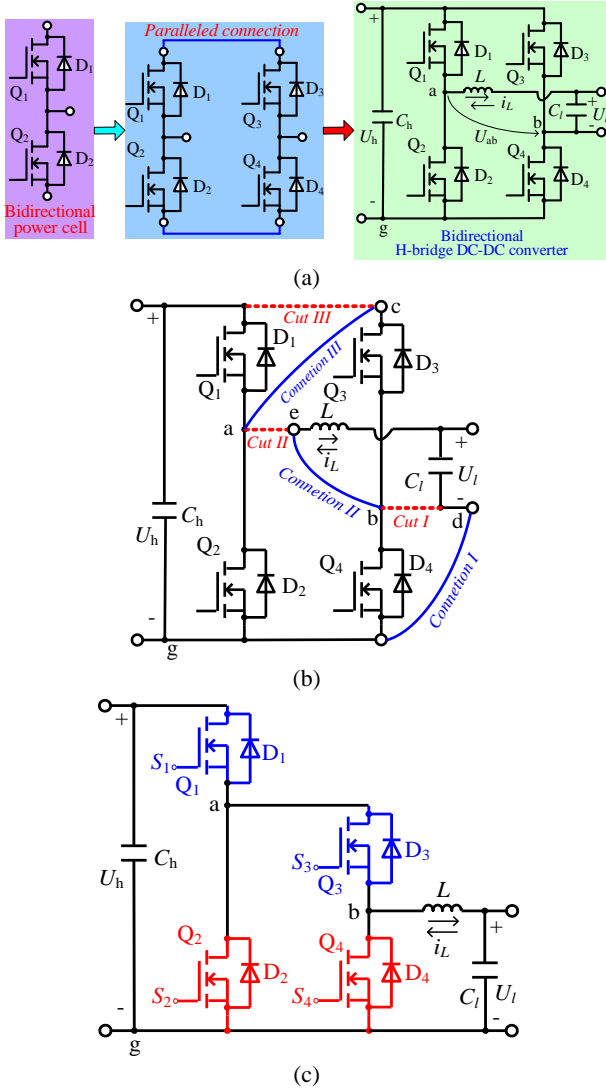 Q1
D1
Q2
D2
Bidirectional
power cell
Paralleled connection
Q1
D1
Q3
D3
Q2
D2
Q4
D4
+
Uh
Ch
-
g
Q1
D1
Q3
D3
a
L
iL
b
Uab
Cl
+
-
Q2
D2
Q4
D4
Bidirectional
H-bridge DC-DC converter
(a)
+
Cut III
c
D1
Q1
Connetion III
D3
Q3
a
Cut II
e
L
iL
+
Cl
Ul
-
Connetion II
b
Cut I
d
Ch
Uh
Q2
D2
Q4
D4
Connetion I
-
g
(b)
+
S1
Q1
D1
a
Ch
Uh
S3
Q3
D3
b
L
iL
+
Q2
S2
D2
Q4
S4
D4
Cl
Ul
-
g
-
(c)